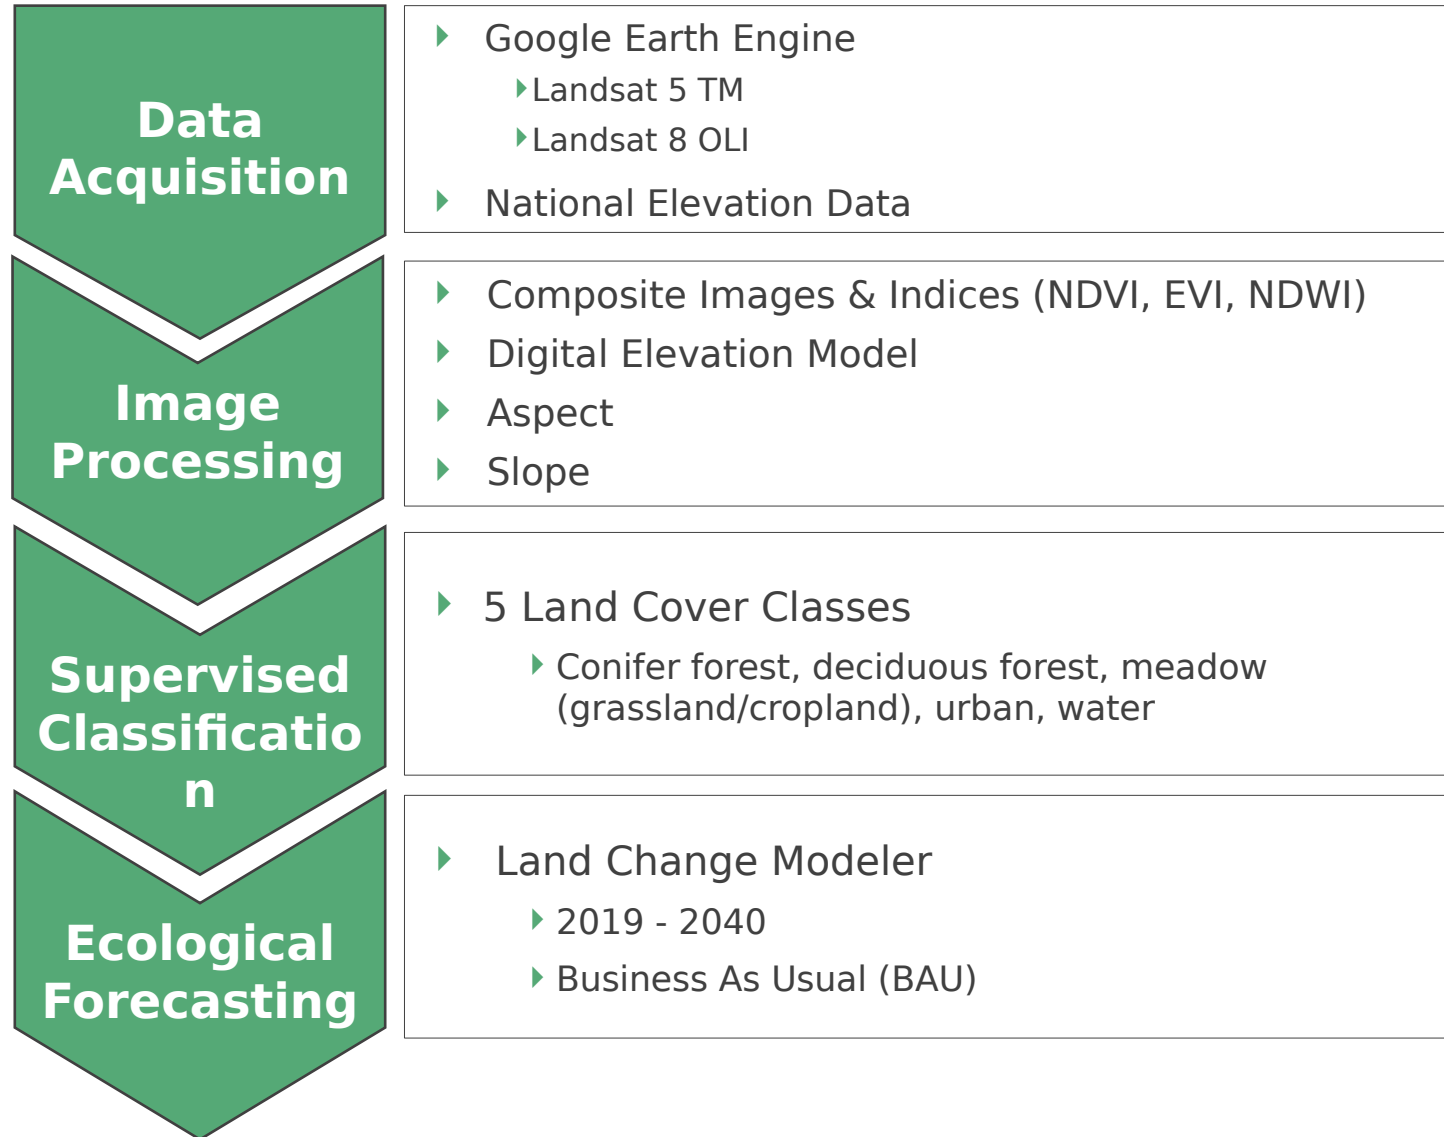 Data
Acquisition
Google Earth Engine
Landsat 5 TM
Landsat 8 OLI
National Elevation Data
Image
Processing
Composite Images & Indices (NDVI, EVI, NDWI)
Digital Elevation Model
Aspect
Slope
Supervised
Classificatio
n
5 Land Cover Classes
Conifer forest, deciduous forest, meadow
(grassland/cropland), urban, water
Ecological
Forecasting
Land Change Modeler
2019 - 2040
Business As Usual (BAU)